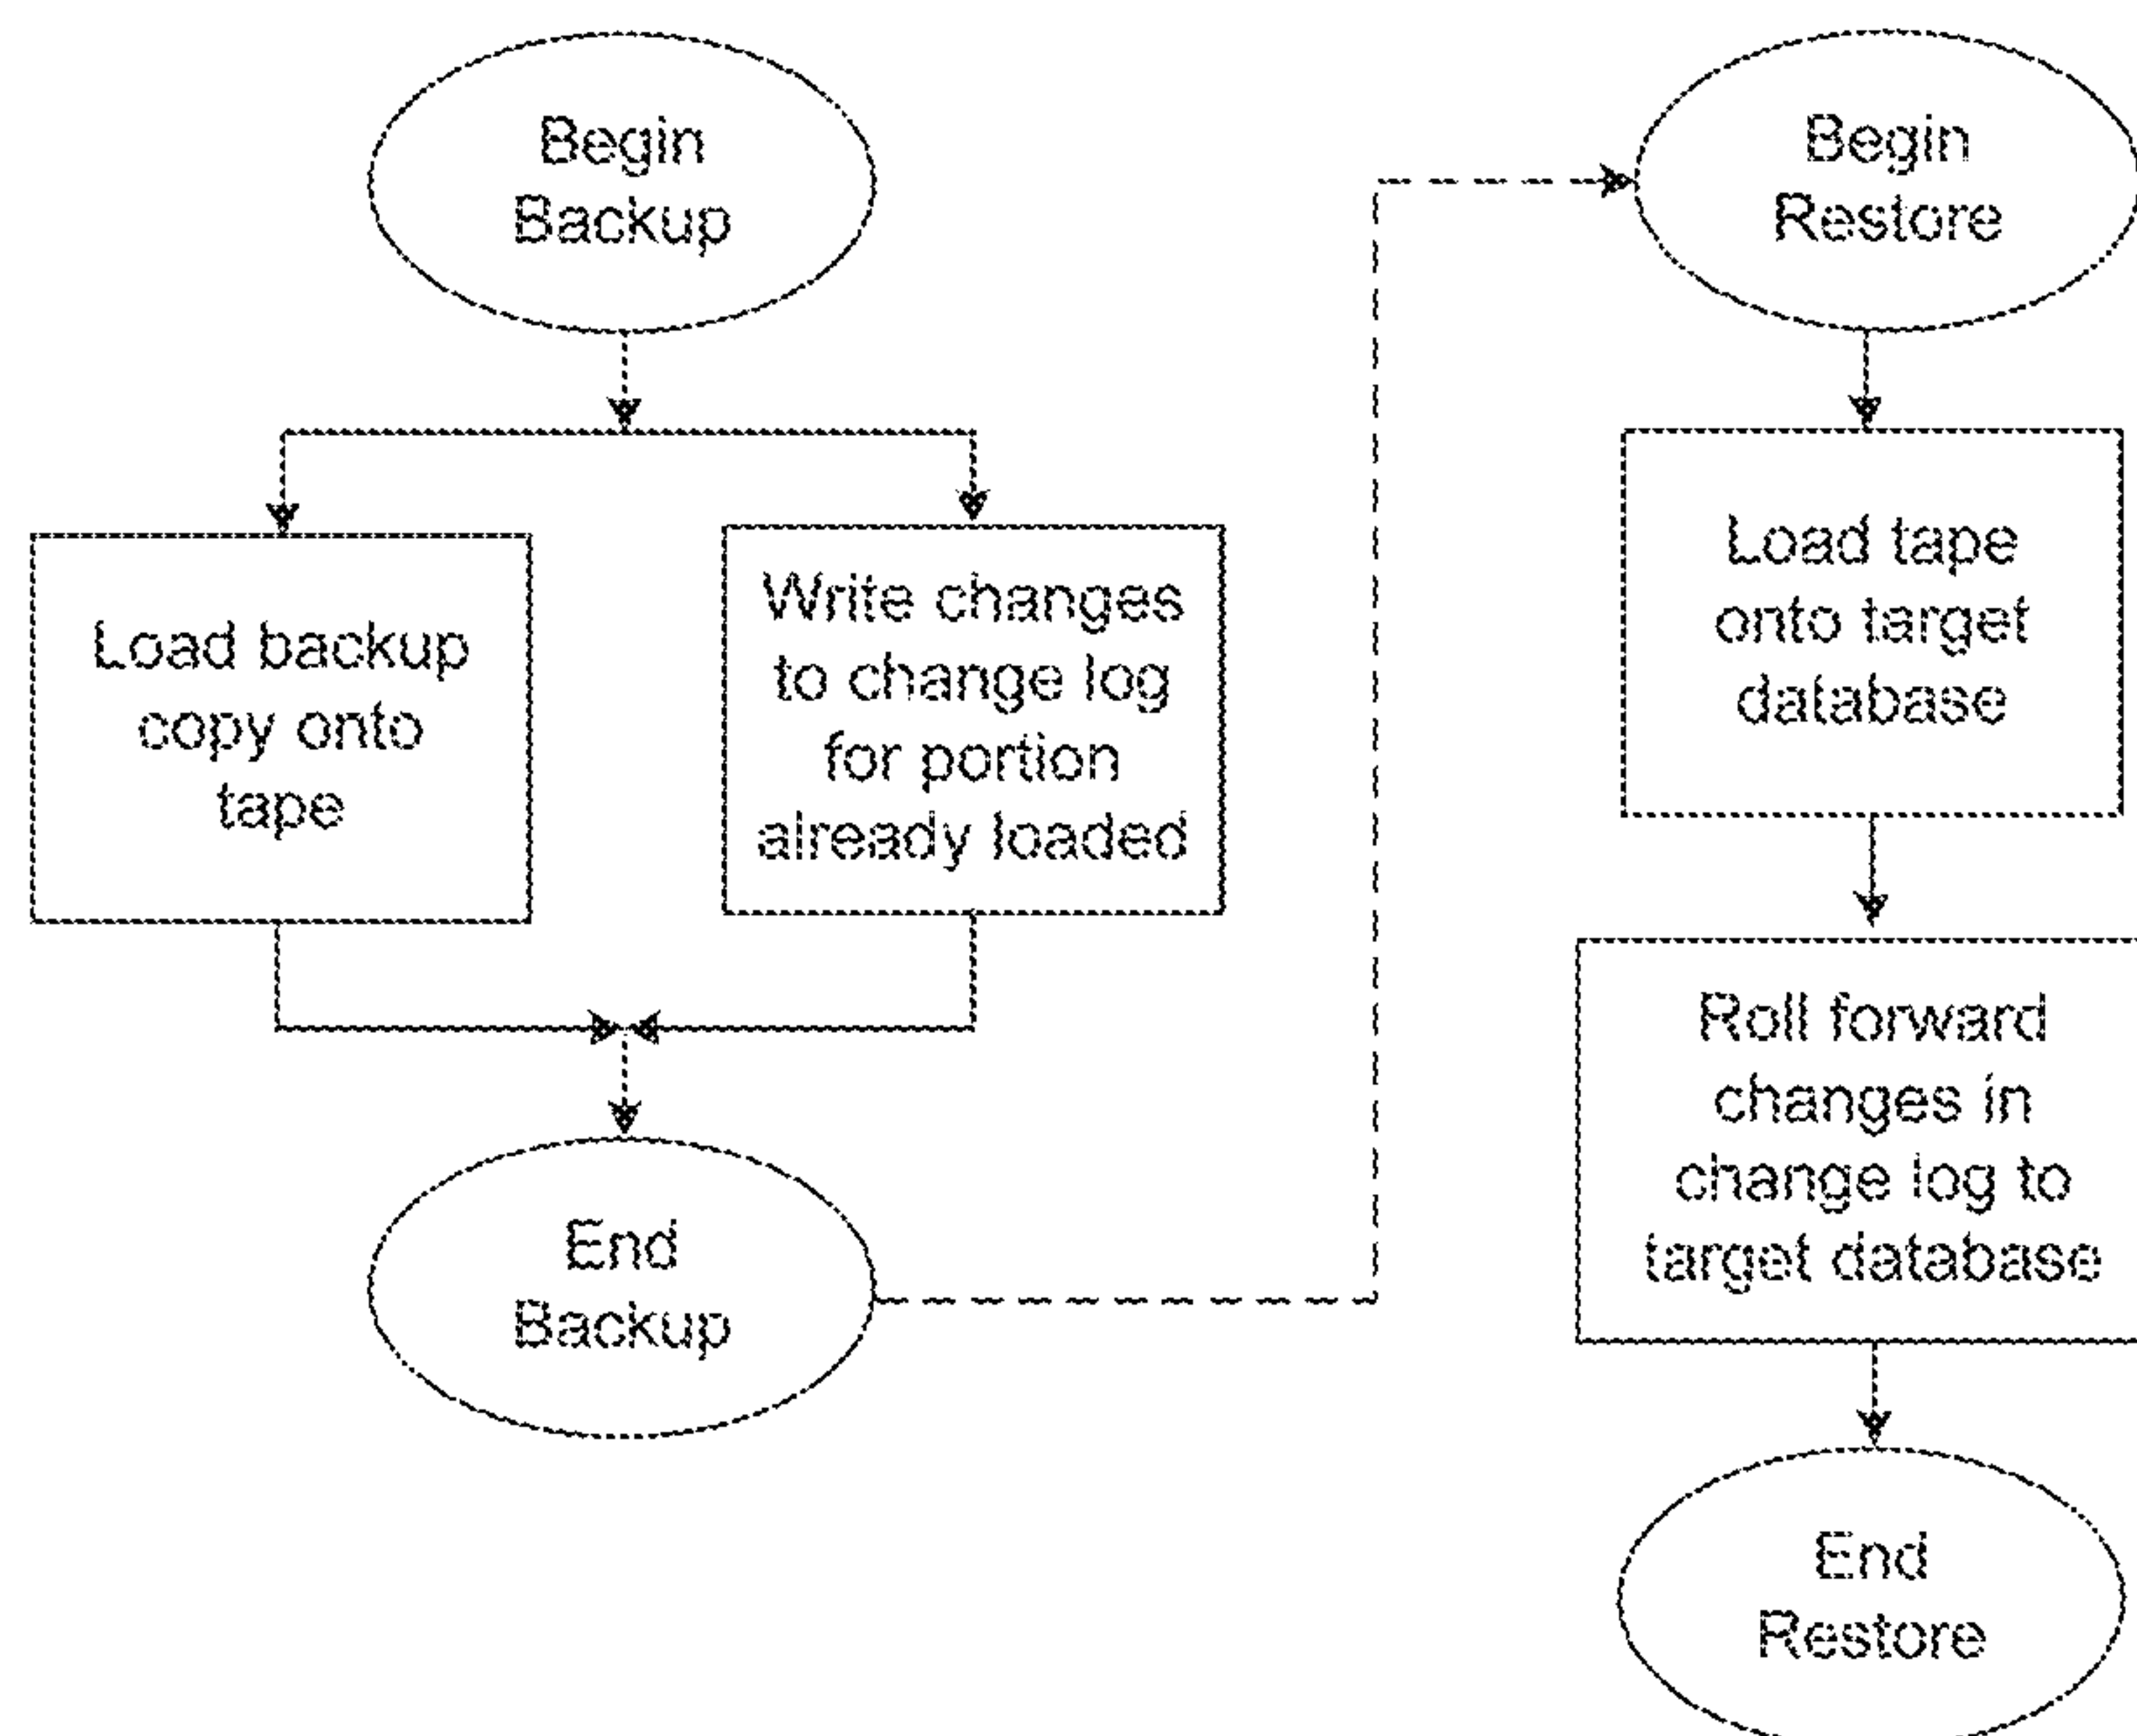 Begin
Backup
Load backup
copy onto
tape
Write changes
to change log
for portion
already loaded
End
Backup
Begin
Restore
Load tape
onto target
database
Roll forward
changes in
change log to
target database
End
Restore